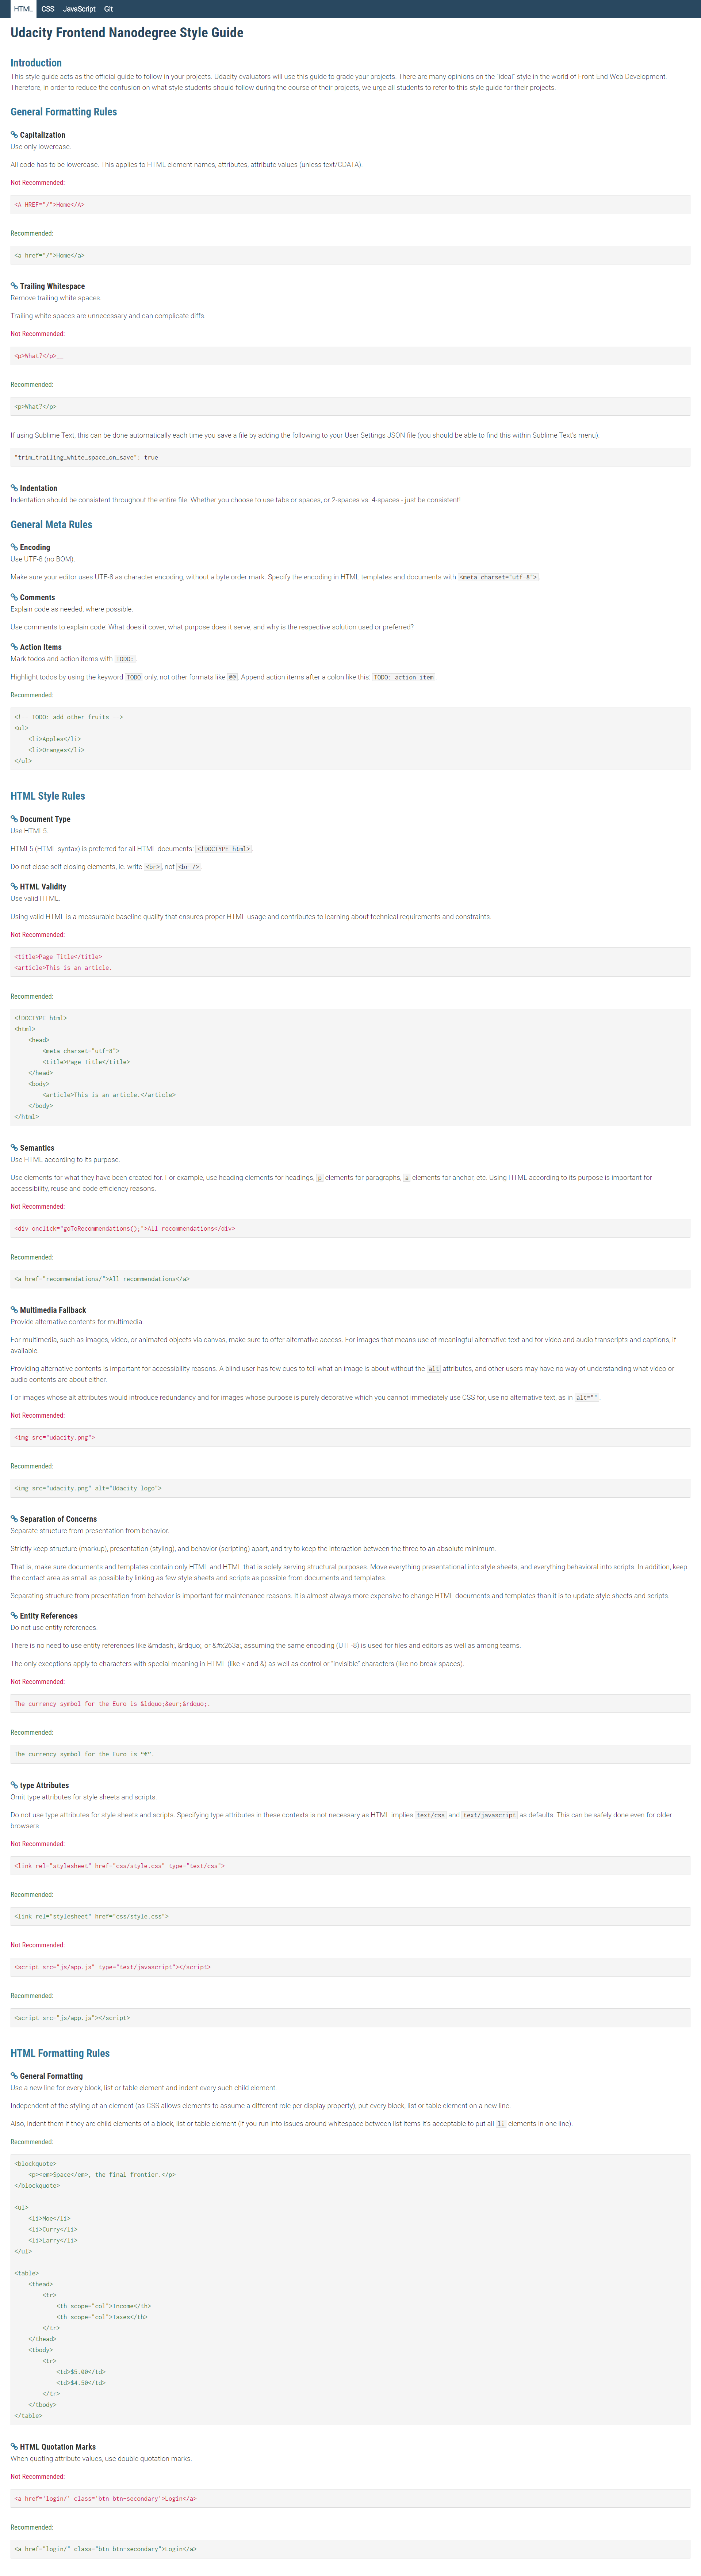 HTML CSS JavaScript Git
Udacity Frontend Nanodegree Style Guide
Introduction
This style guide acts as the official guide to follow in your projects. Udacity evaluators will use this guide to grade your projects. There are many opinions on the "ideal" style in the world of Front-End Web Development.
Therefore, in order to reduce the confusion on what style students should follow during the course of their projects, we urge all students to refer to this style guide for their projects.
General Formatting Rules
Capitalization
Use only lowercase.
All code has to be lowercase. This applies to HTML element names, attributes, attribute values (unless text/CDATA).
Not Recommended:
<A HREF="/">Home</A>
Recommended:
<a href="/">Home</a>
Trailing Whitespace
Remove trailing white spaces.
Trailing white spaces are unnecessary and can complicate diffs.
Not Recommended:
<p>What?</p>__
Recommended:
<p>What?</p>
If using Sublime Text, this can be done automatically each time you save a file by adding the following to your User Settings JSON file (you should be able to find this within Sublime Text's menu):
"trim_trailing_white_space_on_save": true
Indentation
Indentation should be consistent throughout the entire file. Whether you choose to use tabs or spaces, or 2-spaces vs. 4-spaces - just be consistent!
General Meta Rules
Encoding
Use UTF-8 (no BOM).
Make sure your editor uses UTF-8 as character encoding, without a byte order mark. Specify the encoding in HTML templates and documents with <meta charset="utf-8">.
Comments
Explain code as needed, where possible.
Use comments to explain code: What does it cover, what purpose does it serve, and why is the respective solution used or preferred?
Action Items
Mark todos and action items with TODO:.
Highlight todos by using the keyword TODO only, not other formats like @@. Append action items after a colon like this: TODO: action item.
Recommended:
<!-- TODO: add other fruits -->
<ul>
    <li>Apples</li>
    <li>Oranges</li>
</ul>
HTML Style Rules
Document Type
Use HTML5.
HTML5 (HTML syntax) is preferred for all HTML documents: <!DOCTYPE html>.
Do not close self-closing elements, ie. write <br>, not <br />.
HTML Validity
Use valid HTML.
Using valid HTML is a measurable baseline quality that ensures proper HTML usage and contributes to learning about technical requirements and constraints.
Not Recommended:
<title>Page Title</title>
<article>This is an article.
Recommended:
<!DOCTYPE html>
<html>
    <head>
        <meta charset="utf-8">
        <title>Page Title</title>
    </head>
    <body>
        <article>This is an article.</article>
    </body>
</html>
Semantics
Use HTML according to its purpose.
Use elements for what they have been created for. For example, use heading elements for headings, p elements for paragraphs, a elements for anchor, etc. Using HTML according to its purpose is important for
accessibility, reuse and code efficiency reasons.
Not Recommended:
<div onclick="goToRecommendations();">All recommendations</div>
Recommended:
<a href="recommendations/">All recommendations</a>
Multimedia Fallback
Provide alternative contents for multimedia.
For multimedia, such as images, video, or animated objects via canvas, make sure to offer alternative access. For images that means use of meaningful alternative text and for video and audio transcripts and captions, if
available.
Providing alternative contents is important for accessibility reasons. A blind user has few cues to tell what an image is about without the alt attributes, and other users may have no way of understanding what video or
audio contents are about either.
For images whose alt attributes would introduce redundancy and for images whose purpose is purely decorative which you cannot immediately use CSS for, use no alternative text, as in alt="".
Not Recommended:
<img src="udacity.png">
Recommended:
<img src="udacity.png" alt="Udacity logo">
Separation of Concerns
Separate structure from presentation from behavior.
Strictly keep structure (markup), presentation (styling), and behavior (scripting) apart, and try to keep the interaction between the three to an absolute minimum.
That is, make sure documents and templates contain only HTML and HTML that is solely serving structural purposes. Move everything presentational into style sheets, and everything behavioral into scripts. In addition, keep
the contact area as small as possible by linking as few style sheets and scripts as possible from documents and templates.
Separating structure from presentation from behavior is important for maintenance reasons. It is almost always more expensive to change HTML documents and templates than it is to update style sheets and scripts.
Entity References
Do not use entity references.
There is no need to use entity references like &mdash;, &rdquo;, or &#x263a;, assuming the same encoding (UTF-8) is used for files and editors as well as among teams.
The only exceptions apply to characters with special meaning in HTML (like < and &) as well as control or "invisible" characters (like no-break spaces).
Not Recommended:
The currency symbol for the Euro is &ldquo;&eur;&rdquo;.
Recommended:
The currency symbol for the Euro is “€”.
type Attributes
Omit type attributes for style sheets and scripts.
Do not use type attributes for style sheets and scripts. Specifying type attributes in these contexts is not necessary as HTML implies text/css and text/javascript as defaults. This can be safely done even for older
browsers
Not Recommended:
<link rel="stylesheet" href="css/style.css" type="text/css">
Recommended:
<link rel="stylesheet" href="css/style.css">
Not Recommended:
<script src="js/app.js" type="text/javascript"></script>
Recommended:
<script src="js/app.js"></script>
HTML Formatting Rules
General Formatting
Use a new line for every block, list or table element and indent every such child element.
Independent of the styling of an element (as CSS allows elements to assume a different role per display property), put every block, list or table element on a new line.
Also, indent them if they are child elements of a block, list or table element (if you run into issues around whitespace between list items it's acceptable to put all li elements in one line).
Recommended:
<blockquote>
    <p><em>Space</em>, the final frontier.</p>
</blockquote>
<ul>
    <li>Moe</li>
    <li>Curry</li>
    <li>Larry</li>
</ul>
<table>
    <thead>
        <tr>
            <th scope="col">Income</th>
            <th scope="col">Taxes</th>
        </tr>
    </thead>
    <tbody>
        <tr>
            <td>$5.00</td>
            <td>$4.50</td>
        </tr>
    </tbody>
</table>
HTML Quotation Marks
When quoting attribute values, use double quotation marks.
Not Recommended:
<a href='login/' class='btn btn-secondary'>Login</a>
Recommended:
<a href="login/" class="btn btn-secondary">Login</a>